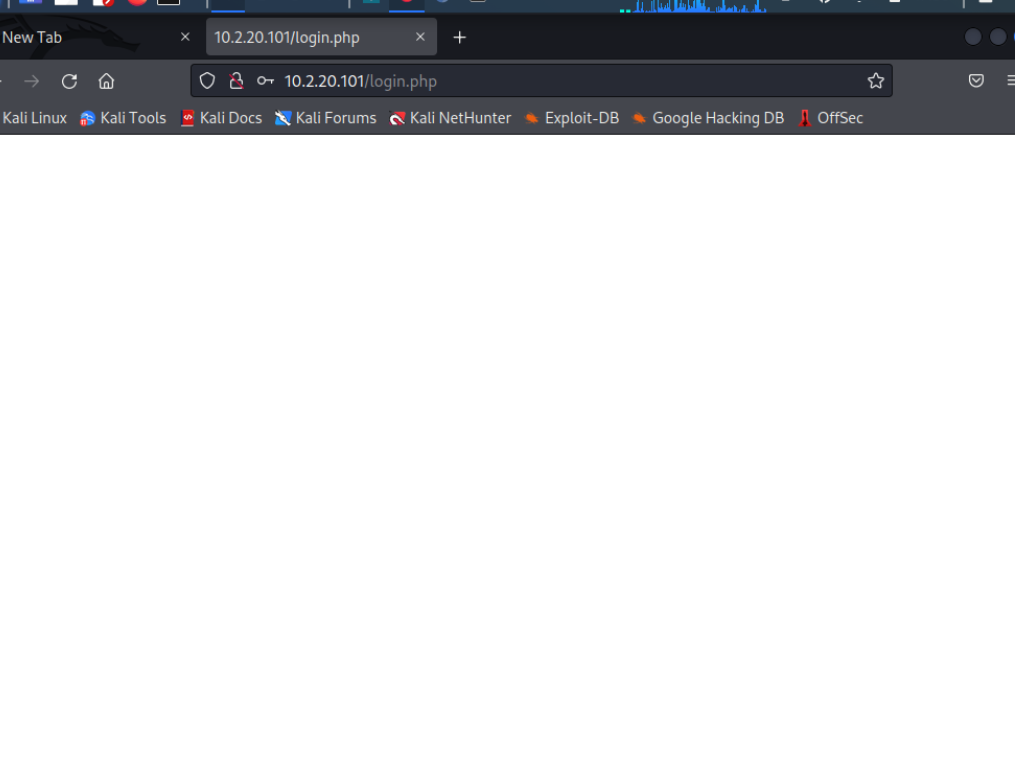 New Tab
10.2.20.101/login.php
10.2.20.101/login.php
Kali Linux Kali Tools Kali Docs Kali Forums Kali NetHunter Exploit-DB Google Hacking DB OffSec